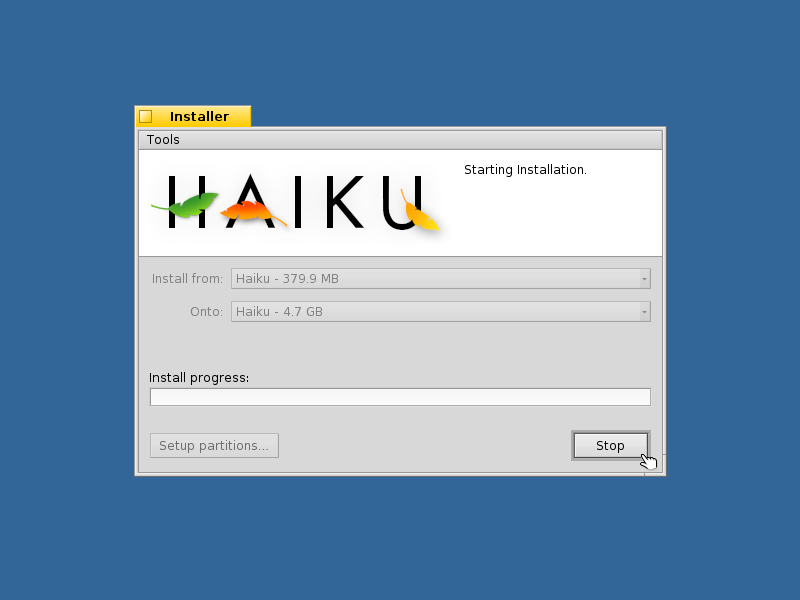 Installer
Tools
HAIKU
Starting Installation.
Install from: Haiku - 379.9 MB
Onto: Haiku - 4.7 GB
Install progress:
Setup partitions... Stop